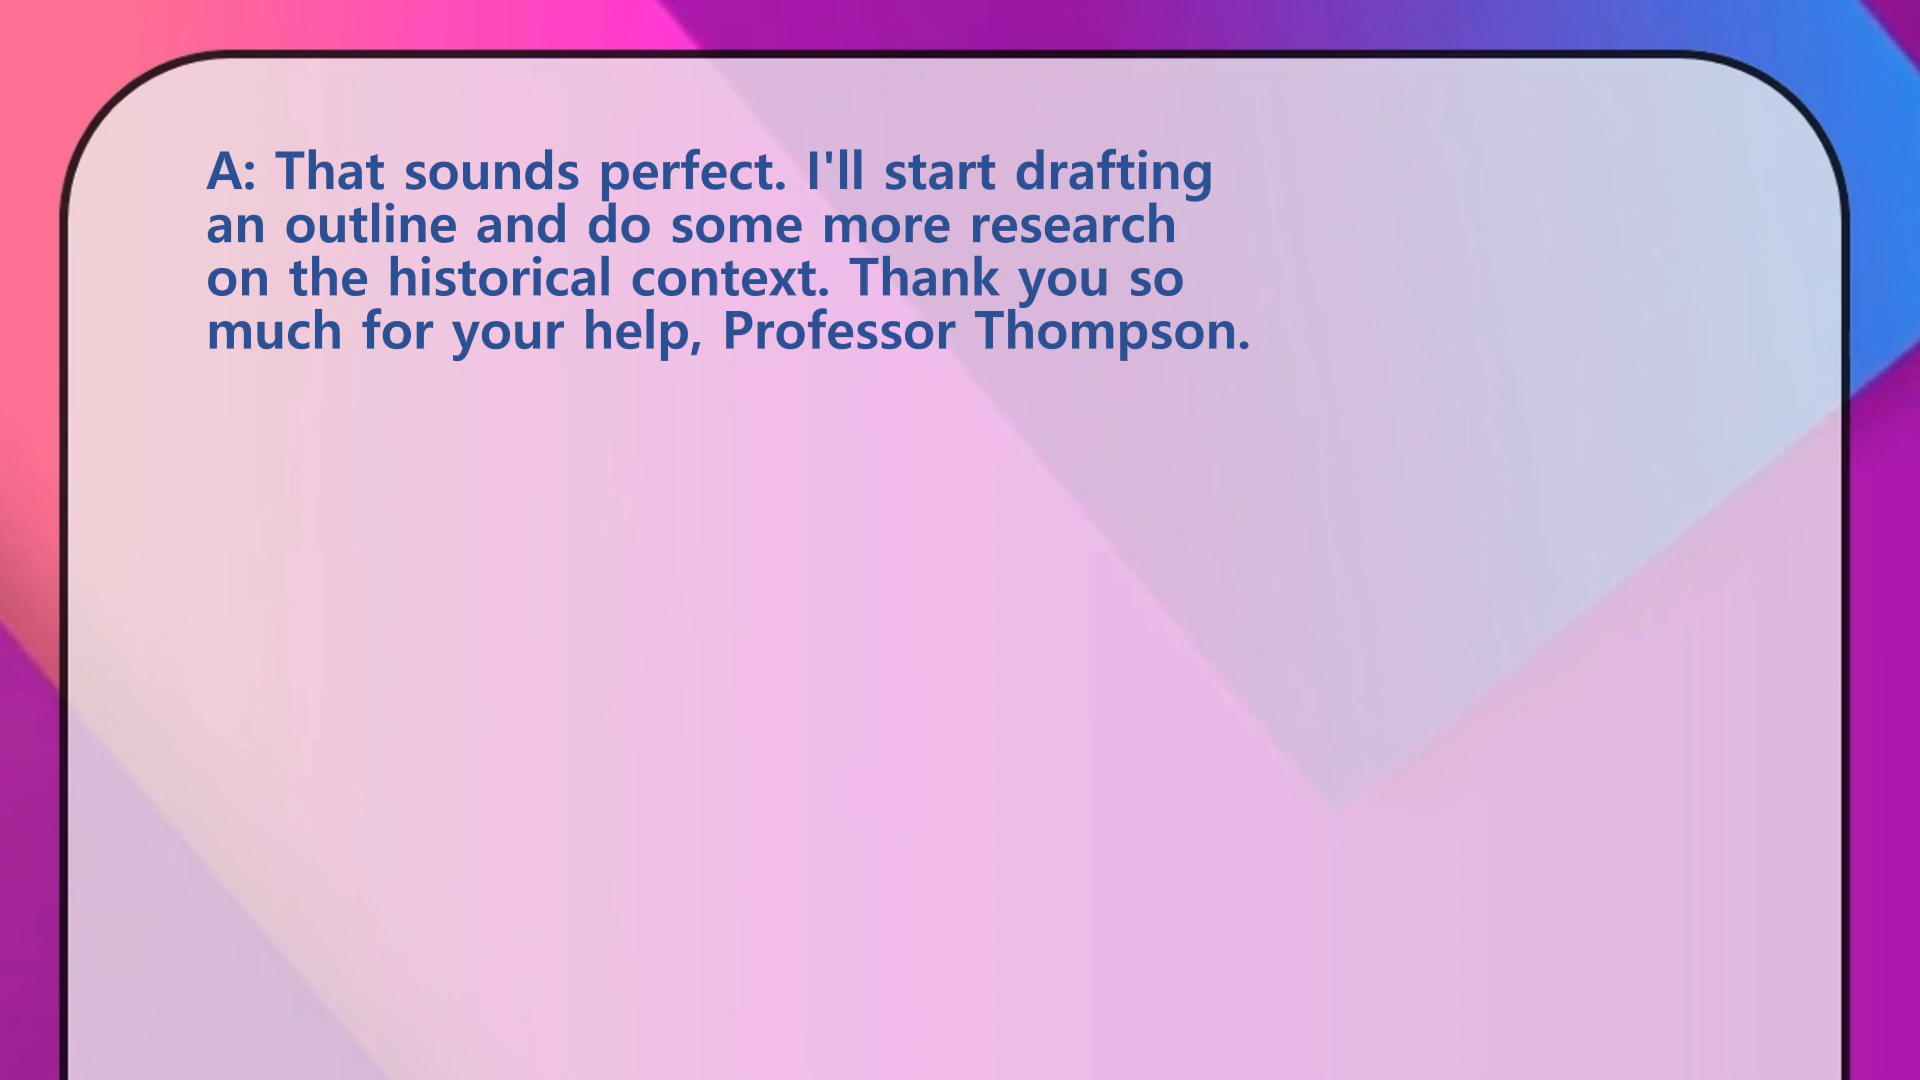 A: That sounds perfect. I'll start drafting
an outline and do some more research
on the historical context. Thank you so
much for your help, Professor Thompson.